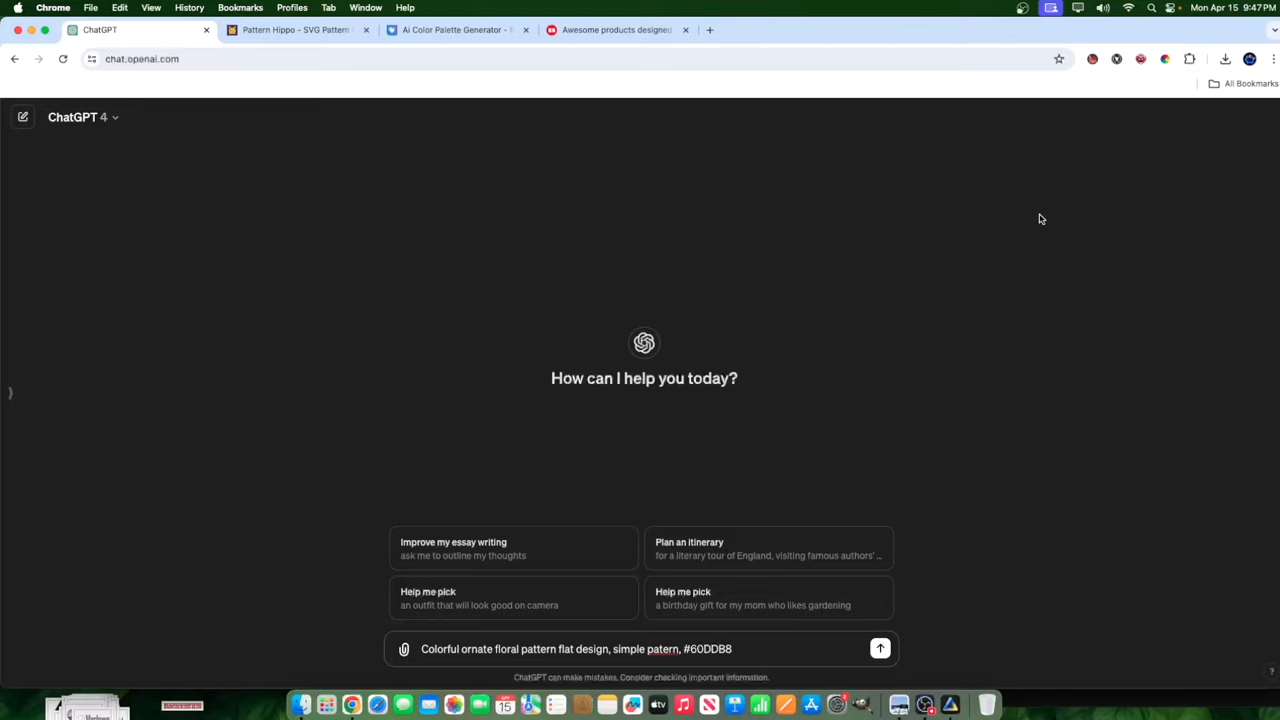 Chrome File Edit View History Bookmarks Profiles Tab Window Help Mon Apr 15 9:47 PM
ChatGPT Pattern Hippo - SVG Pattern Ai Color Palette Generator - Awesome products designed
chat.openai.com
All Bookmarks
ChatGPT 4
How can I help you today?
Improve my essay writing
ask me to outline my thoughts
Plan an itinerary
for a literary tour of England, visiting famous authors' ...
Help me pick
an outfit that will look good on camera
Help me pick
a birthday gift for my mom who likes gardening
Colorful ornate floral pattern flat design, simple patern, #60DDB8
ChatGPT can make mistakes. Consider checking important information.
?
APR
15
tv